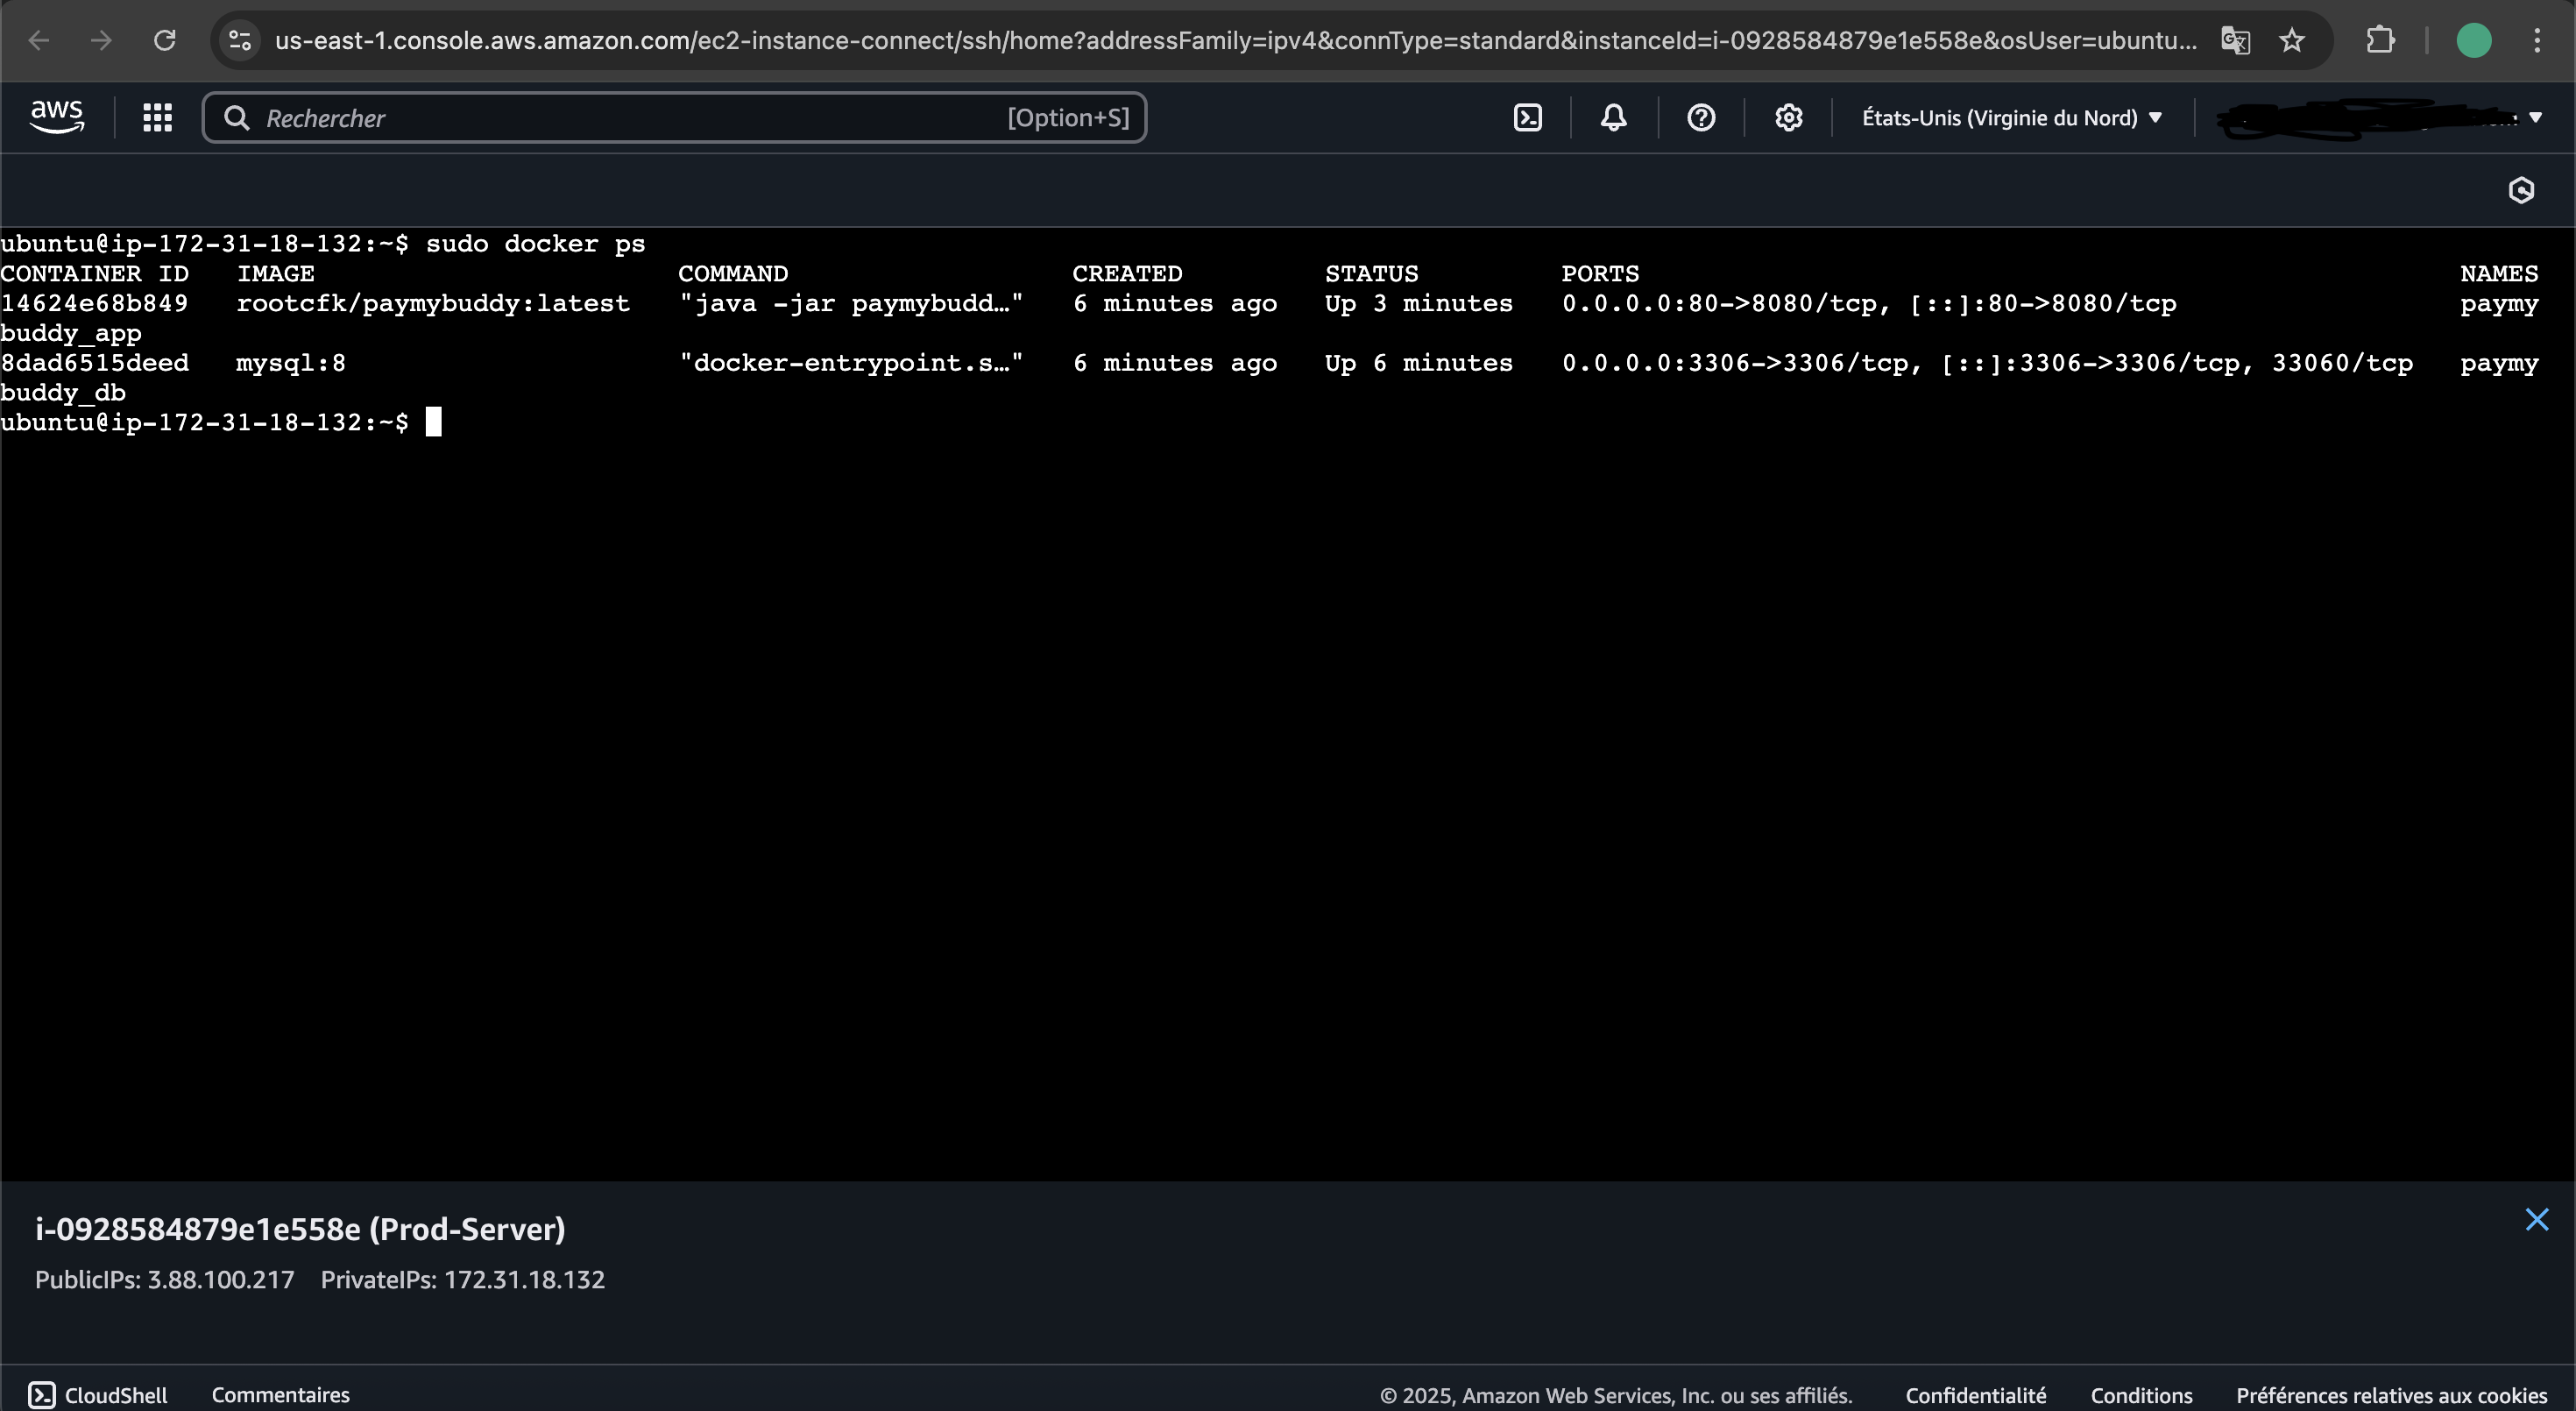 us-east-1.console.aws.amazon.com/ec2-instance-connect/ssh/home?addressFamily=ipv4&connType=standard&instanceId=i-0928584879e1e558e&osUser=ubuntu...
aws
Rechercher [Option+S]
États-Unis (Virginie du Nord)
ubuntu@ip-172-31-18-132:~$ sudo docker ps
CONTAINER ID IMAGE COMMAND CREATED STATUS PORTS NAMES
14624e68b849 rootcfk/paymybuddy:latest "java -jar paymybudd…" 6 minutes ago Up 3 minutes 0.0.0.0:80->8080/tcp, [::]:80->8080/tcp paymy
buddy_app
8dad6515deed mysql:8 "docker-entrypoint.s…" 6 minutes ago Up 6 minutes 0.0.0.0:3306->3306/tcp, [::]:3306->3306/tcp, 33060/tcp paymy
buddy_db
ubuntu@ip-172-31-18-132:~$
i-0928584879e1e558e (Prod-Server)
PublicIPs: 3.88.100.217 PrivateIPs: 172.31.18.132
CloudShell Commentaires © 2025, Amazon Web Services, Inc. ou ses affiliés. Confidentialité Conditions Préférences relatives aux cookies